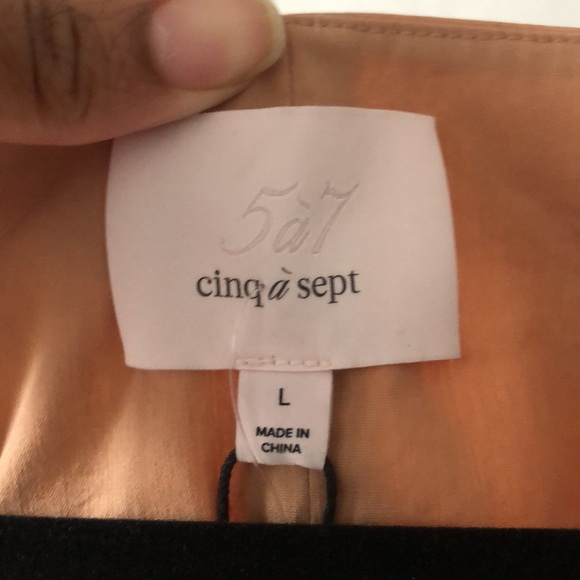 5à7
cinq à sept
L
MADE IN
CHINA